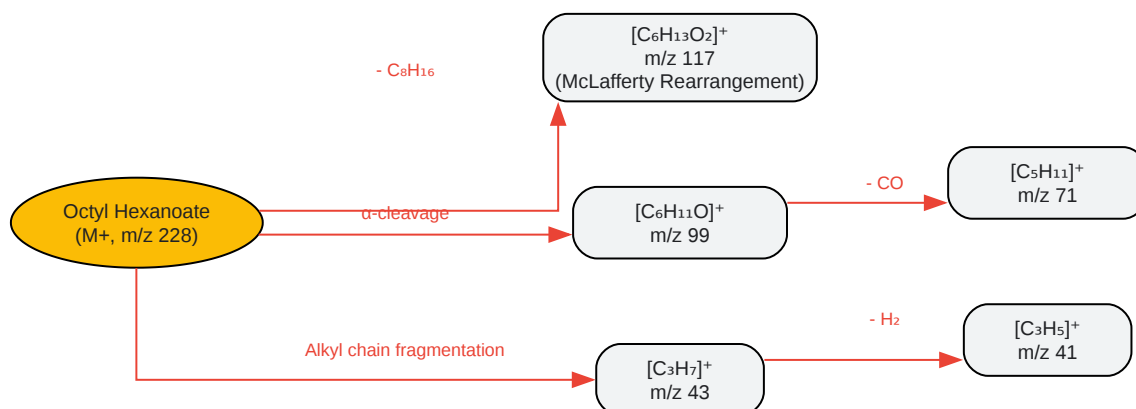 [C₆H₁₃O₂]⁺
m/z 117
(McLafferty Rearrangement)
- C₈H₁₆
Octyl Hexanoate
(M+, m/z 228)
α-cleavage
[C₆H₁₁O]⁺
m/z 99
- CO
[C₅H₁₁]⁺
m/z 71
Alkyl chain fragmentation
[C₃H₇]⁺
m/z 43
- H₂
[C₃H₅]⁺
m/z 41